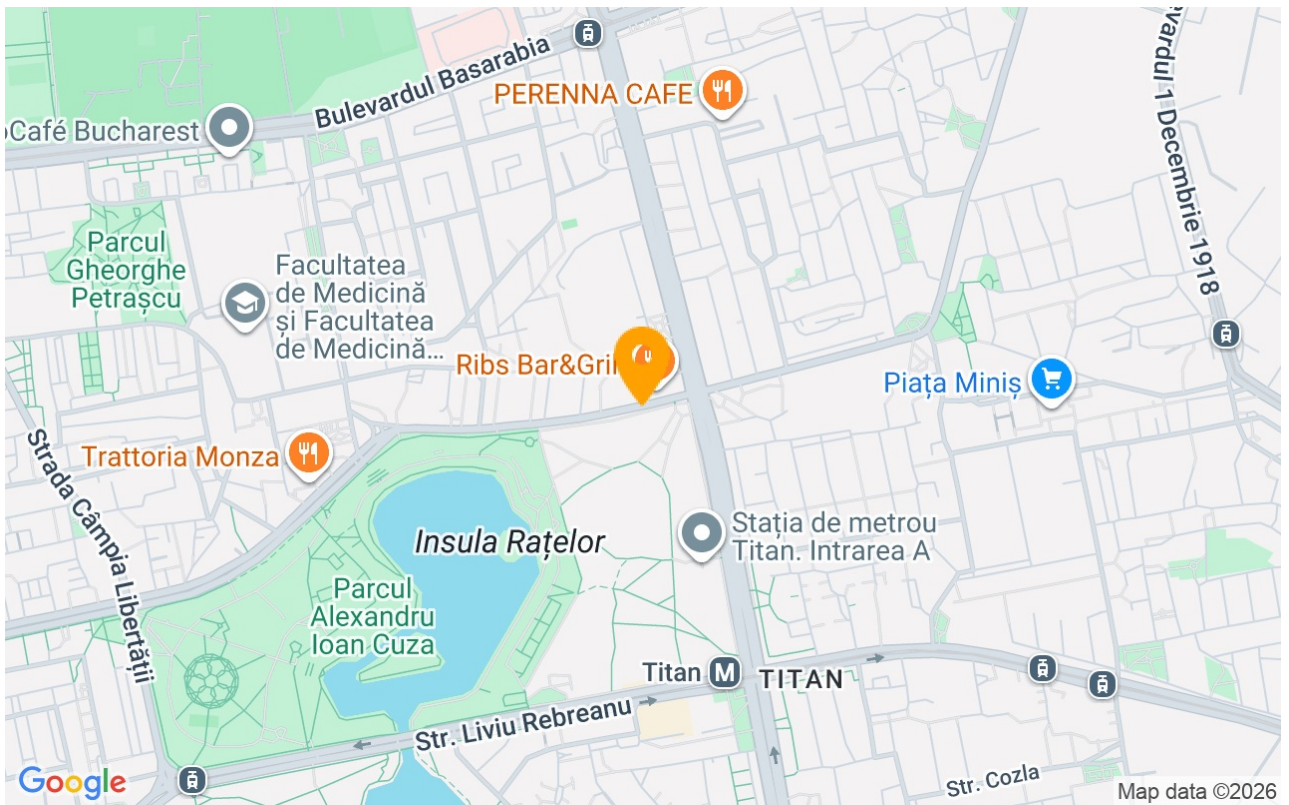 Bulevardul Basarabia
PERENNA CAFE
oCafé Bucharest
Bulevardul 1 Decembrie 1918
Parcul
Gheorghe
Petrașcu
Facultatea
de Medicină
și Facultatea
de Medicină...
Ribs Bar&Gril
Piața Miniș
Trattoria Monza
Strada Câmpia Libertății
Insula Rațelor
Stația de metrou
Titan. Intrarea A
Parcul
Alexandru
Ioan Cuza
Titan
M
TITAN
Str. Liviu Rebreanu
Str. Cozla
Google
Map data ©2026